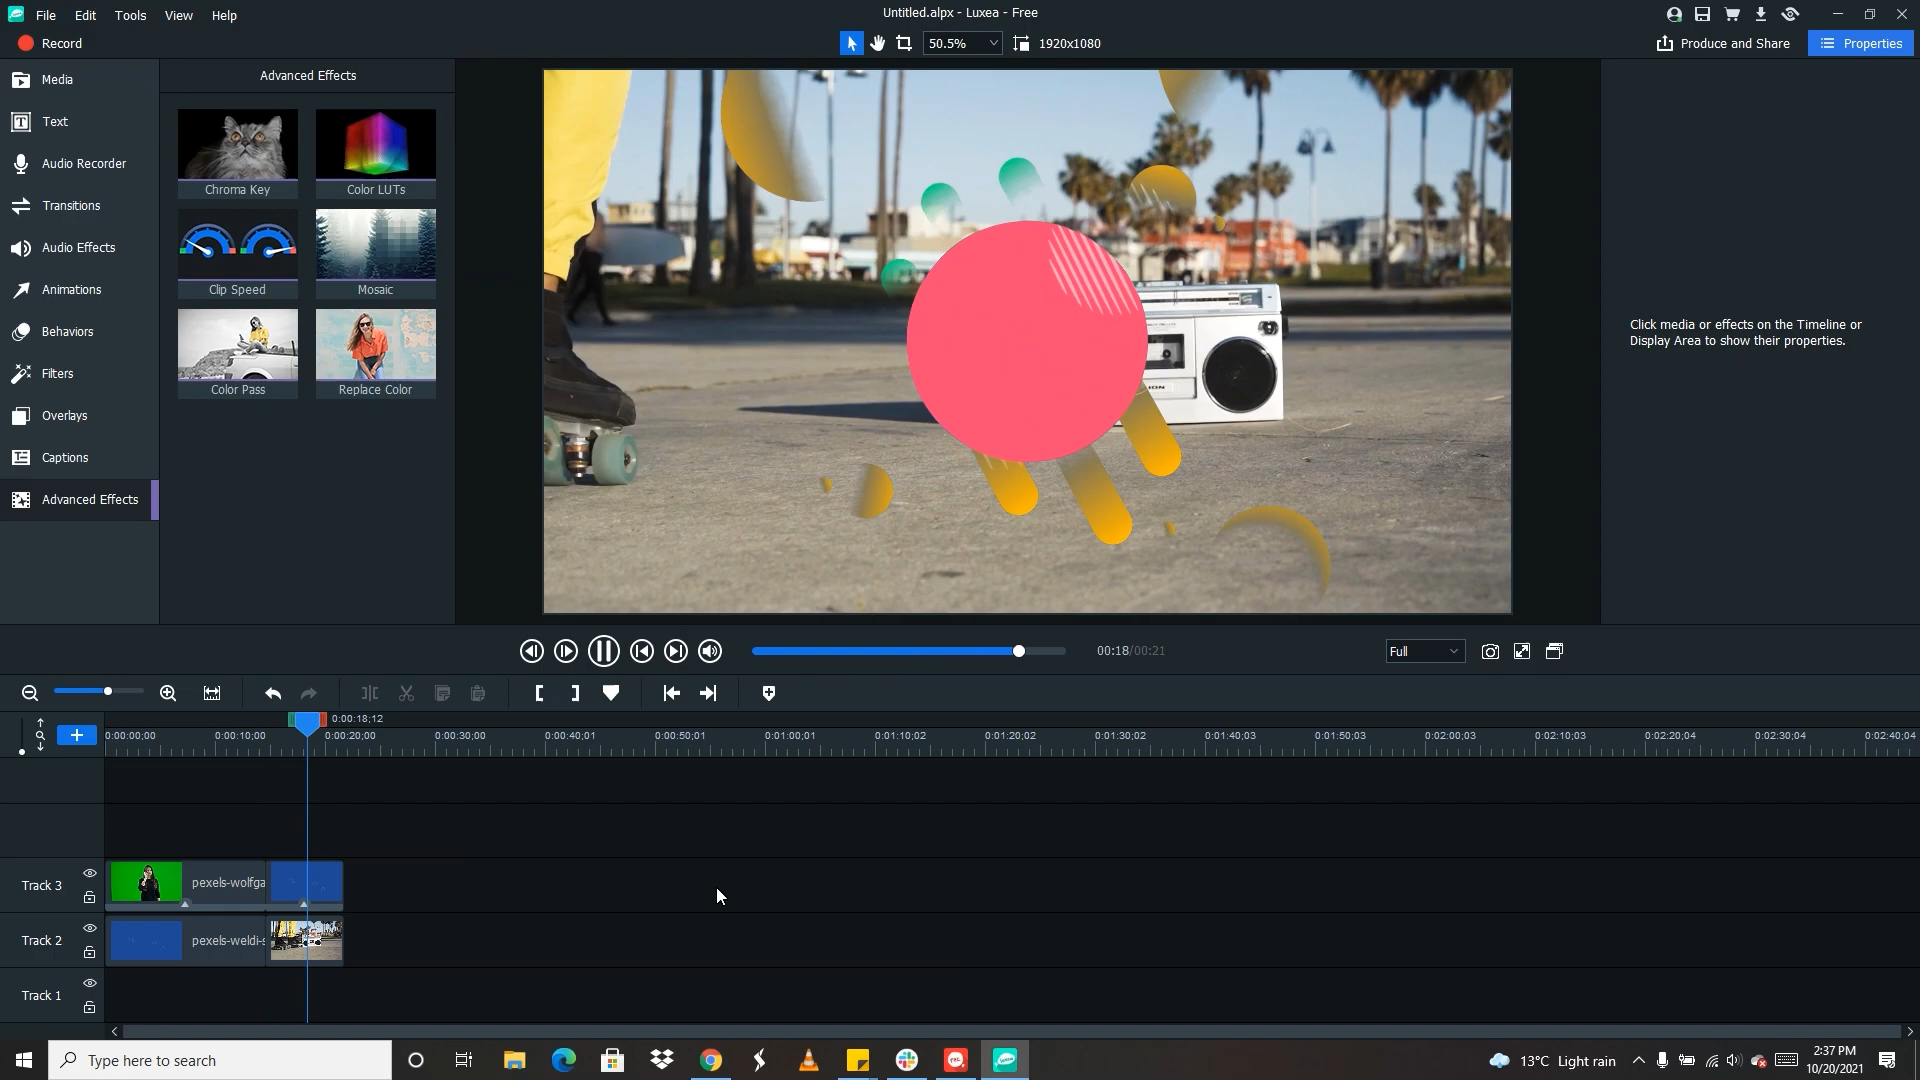 File Edit Tools View Help
Untitled.alpx - Luxea - Free
Record
50.5%
1920x1080
Produce and Share
Properties
Media
Text
Audio Recorder
Transitions
Audio Effects
Animations
Behaviors
Filters
Overlays
Captions
Advanced Effects
Advanced Effects
Chroma Key
Color LUTs
Clip Speed
Mosaic
Color Pass
Replace Color
Click media or effects on the Timeline or
Display Area to show their properties.
00:18/00:21
Full
0:00:18;12
0:00:00;00 0:00:10;00 0:00:20;00 0:00:30;00 0:00:40;01 0:00:50;01 0:01:00;01 0:01:10;02 0:01:20;02 0:01:30;02 0:01:40;03 0:01:50;03 0:02:00;03 0:02:10;03 0:02:20;04 0:02:30;04 0:02:40;04
Track 3
pexels-wolfga
Track 2
pexels-weldi-s
Track 1
Type here to search
13°C Light rain
2:37 PM
10/20/2021